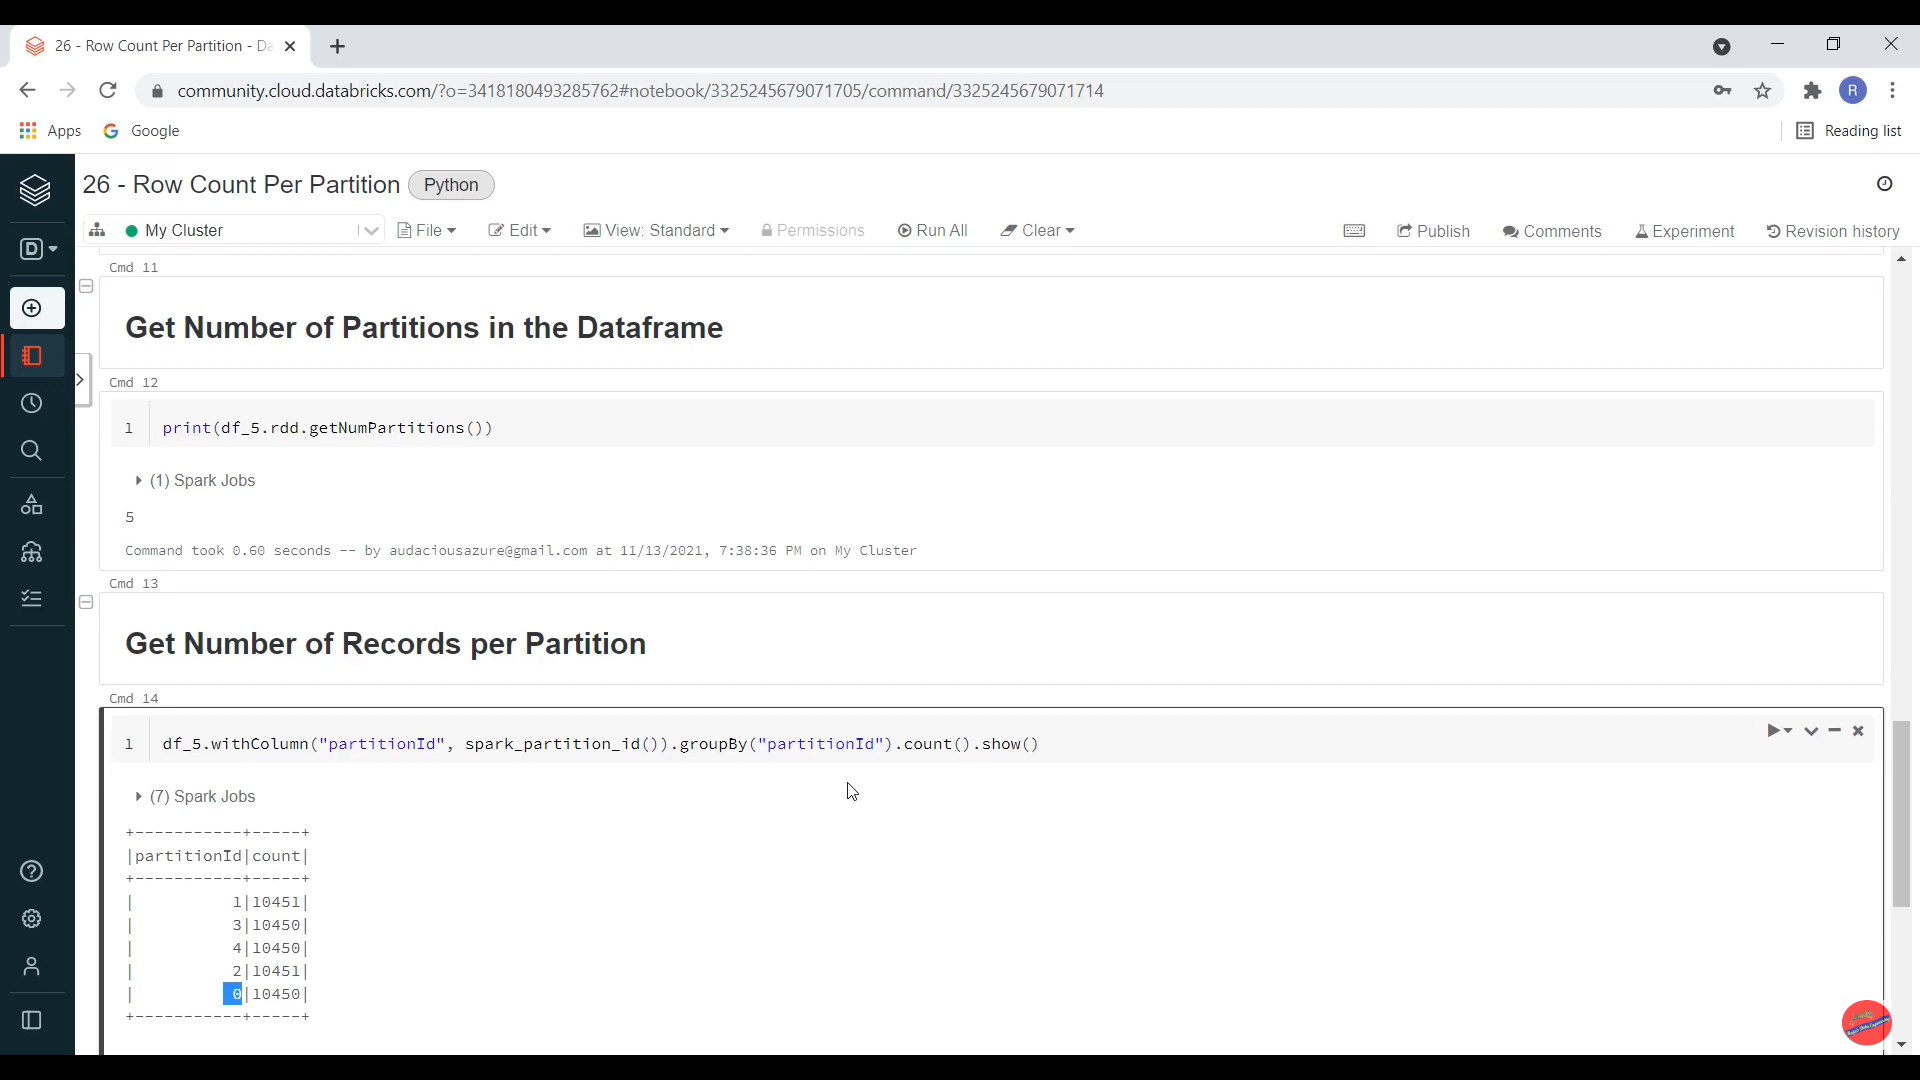 26 - Row Count Per Partition - Da
community.cloud.databricks.com/?o=3418180493285762#notebook/3325245679071705/command/3325245679071714
R
Apps
Google
Reading list
26 - Row Count Per Partition
Python
My Cluster
File
Edit
View: Standard
Permissions
Run All
Clear
Publish
Comments
Experiment
Revision history
D
Cmd 11
Get Number of Partitions in the Dataframe
Cmd 12
1 print(df_5.rdd.getNumPartitions())
(1) Spark Jobs
5
Command took 0.60 seconds -- by audaciousazure@gmail.com at 11/13/2021, 7:38:36 PM on My Cluster
Cmd 13
Get Number of Records per Partition
Cmd 14
1 df_5.withColumn("partitionId", spark_partition_id()).groupBy("partitionId").count().show()
(7) Spark Jobs
+-----------+-----+
|partitionId|count|
+-----------+-----+
|          1|10451|
|          3|10450|
|          4|10450|
|          2|10451|
|          0|10450|
+-----------+-----+